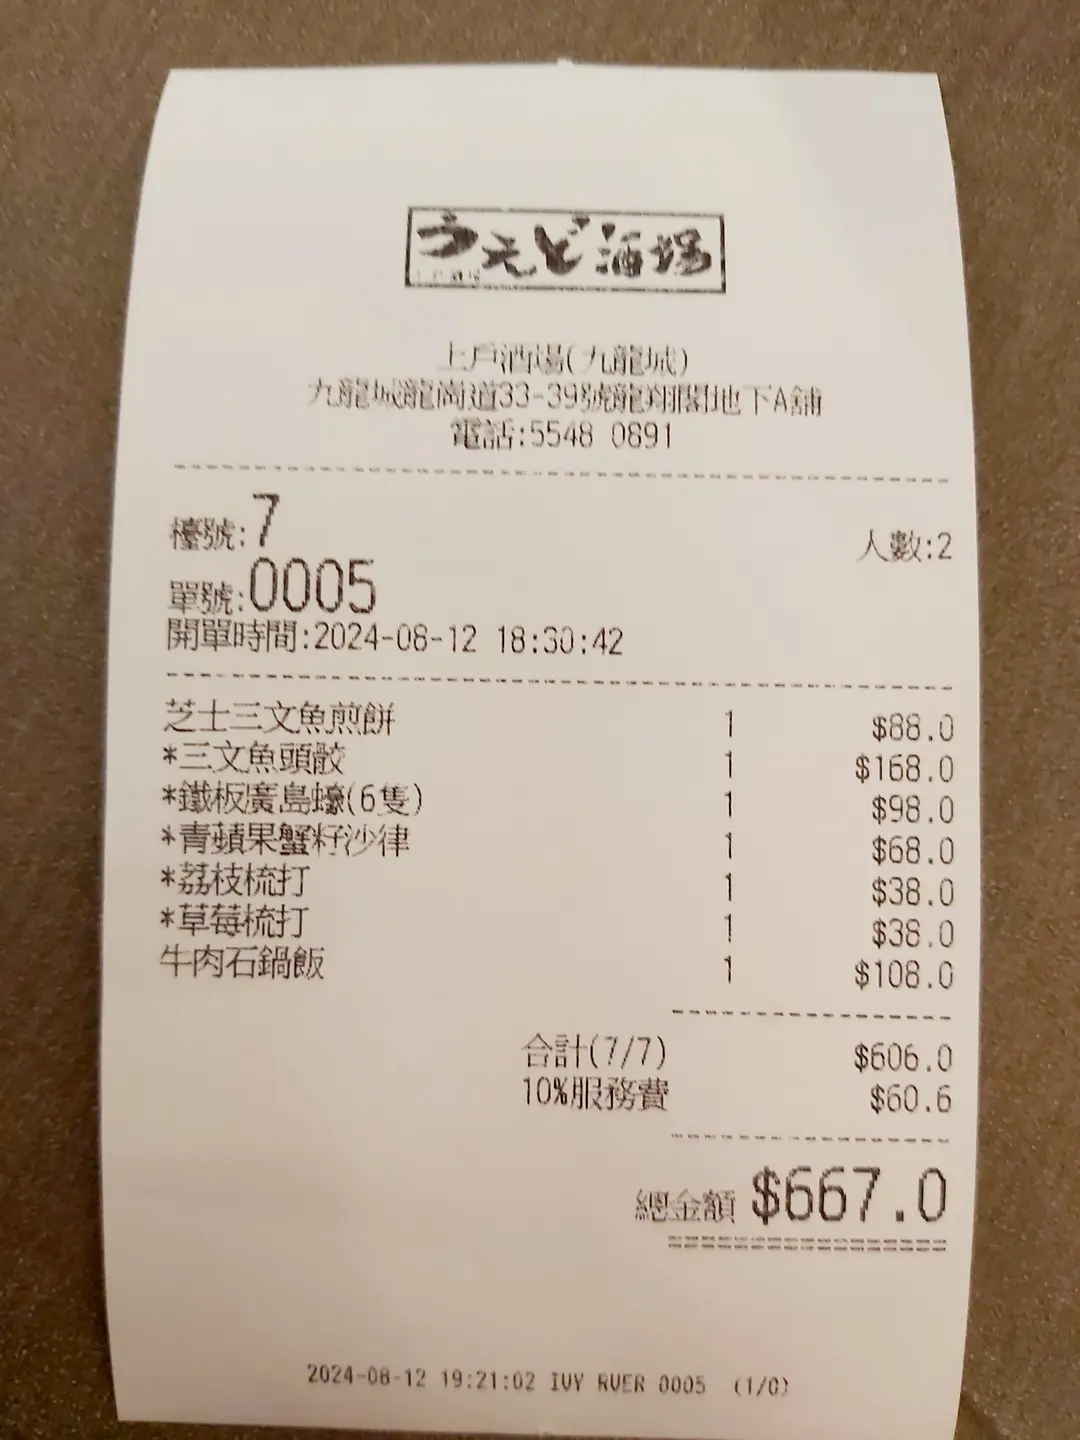 うえど酒場
上戶酒場(九龍城)
九龍城龍崗道33-39號龍翔閣地下A舖
電話:5548 0891
檯號:7
人數:2
單號:0005
開單時間:2024-08-12 18:30:42
芝士三文魚煎餅 1 $88.0
*三文魚頭骹 1 $168.0
*鐵板廣島蠔(6隻) 1 $98.0
*青蘋果蟹籽沙律 1 $68.0
*荔枝梳打 1 $38.0
*草莓梳打 1 $38.0
牛肉石鍋飯 1 $108.0
合計(7/7) $606.0
10%服務費 $60.6
總金額 $667.0
2024-08-12 19:21:02 IVY RVER 0005 (1/0)